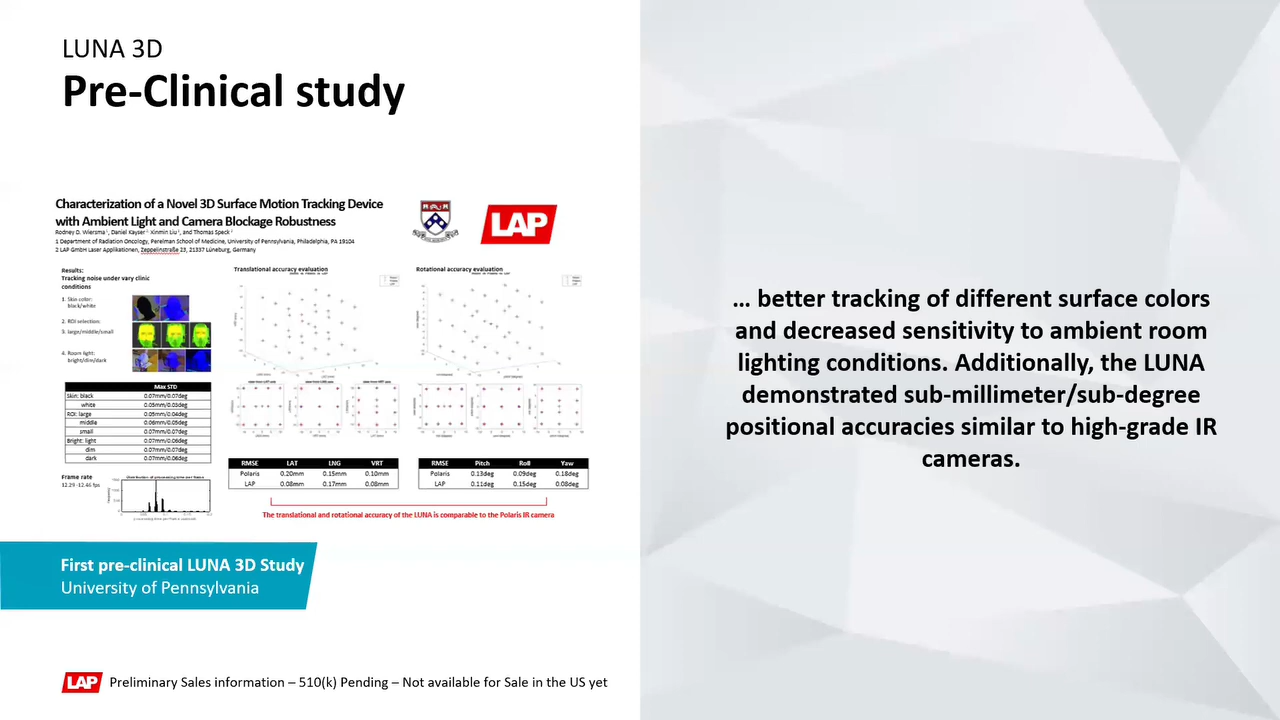 LUNA 3D
Pre-Clinical study
Characterization of a Novel 3D Surface Motion Tracking Device
with Ambient Light and Camera Blockage Robustness
Rodney D. Wiersma¹, Daniel Kayser² Xinmin Liu¹, and Thomas Speck²
1 Department of Radiation Oncology, Perelman School of Medicine, University of Pennsylvania, Philadelphia, PA 19104
2 LAP GmbH Laser Applikationen, Zeppelinstraße 23, 21337 Lüneburg, Germany
LAP
Results:
Tracking noise under vary clinic
conditions
1. Skin color:
black/white
2. ROI selection:
3. large/middle/small
4. Room light:
bright/dim/dark
Max STD
Skin: black 0.07mm/0.07deg
white 0.05mm/0.03deg
ROI: large 0.05mm/0.04deg
middle 0.06mm/0.05deg
small 0.07mm/0.07deg
Bright: light 0.07mm/0.06deg
dim 0.07mm/0.07deg
dark 0.07mm/0.06deg
Frame rate
12.29 -12.46 fps
Translational accuracy evaluation
Rotational accuracy evaluation
RMSE LAT LNG VRT
Polaris 0.20mm 0.15mm 0.10mm
LAP 0.08mm 0.17mm 0.08mm
RMSE Pitch Roll Yaw
Polaris 0.13deg 0.09deg 0.18deg
LAP 0.11deg 0.15deg 0.08deg
The translational and rotational accuracy of the LUNA is comparable to the Polaris IR camera
First pre-clinical LUNA 3D Study
University of Pennsylvania
LAP Preliminary Sales information – 510(k) Pending – Not available for Sale in the US yet
... better tracking of different surface colors
and decreased sensitivity to ambient room
lighting conditions. Additionally, the LUNA
demonstrated sub-millimeter/sub-degree
positional accuracies similar to high-grade IR
cameras.